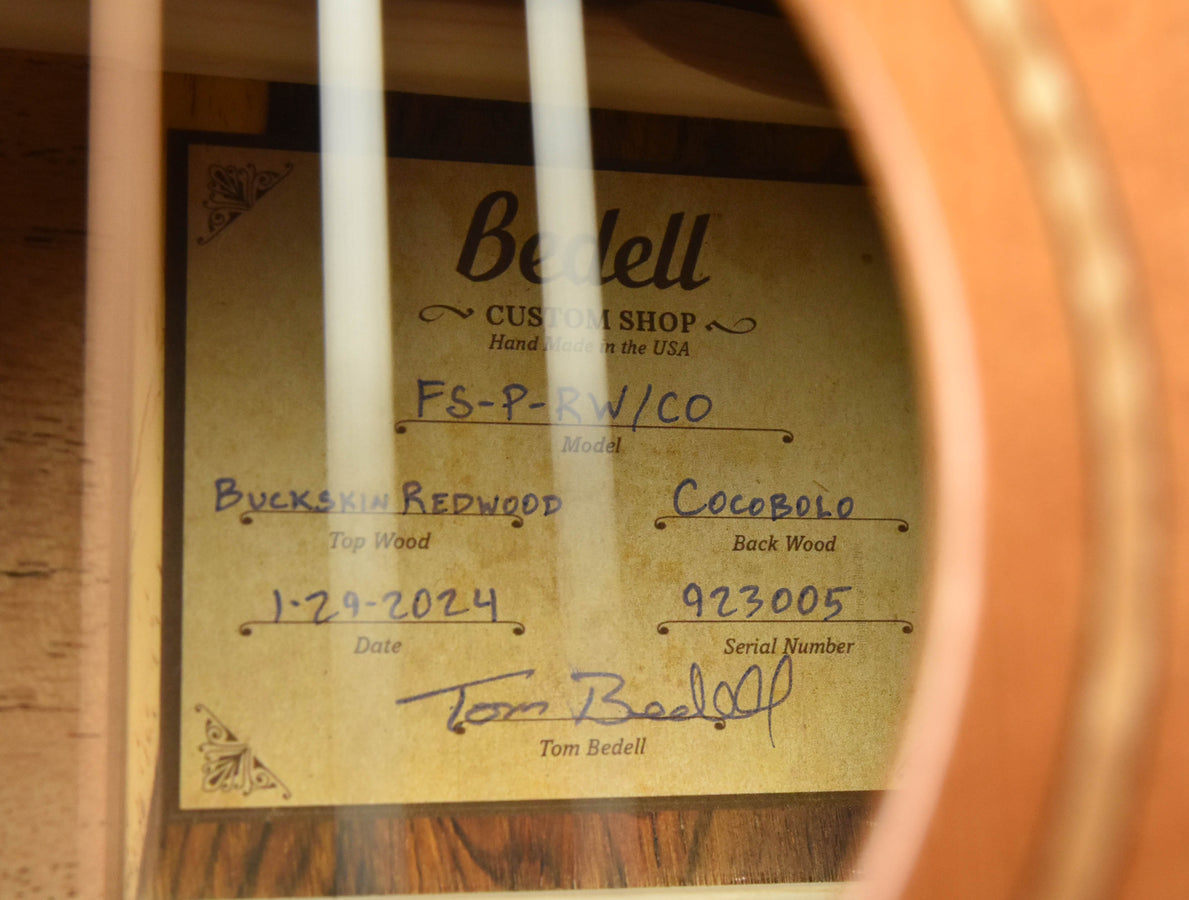 Bedell
CUSTOM SHOP
Hand Made in the USA
FS-P-RW/CO
Model
BUCKSKIN REDWOOD COCOBOLO
Top Wood Back Wood
1-29-2024 923005
Date Serial Number
Tom Bedell
Tom Bedell